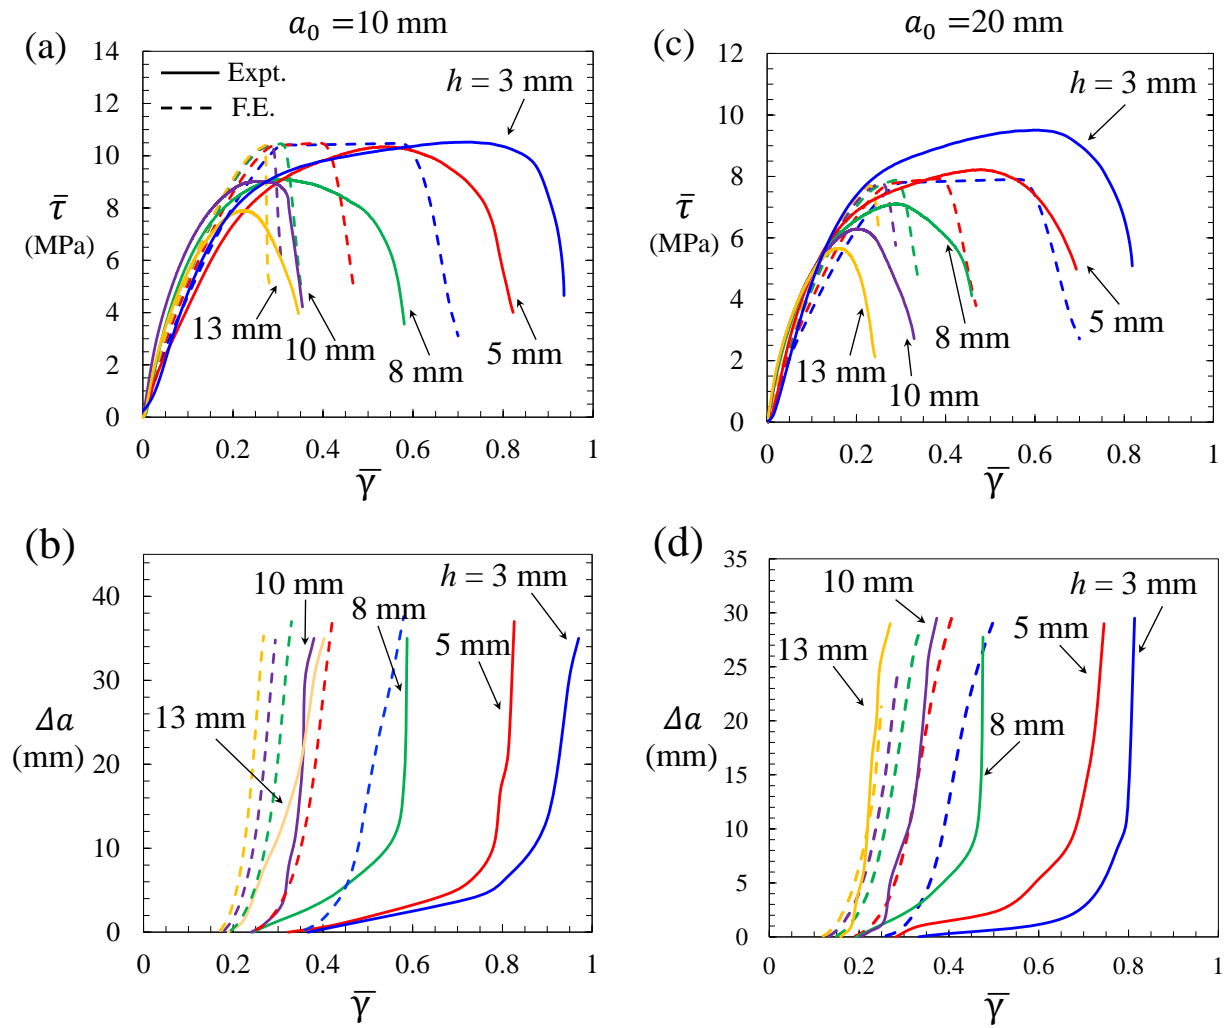 a₀ =10 mm
(a)
14
12
10
8
6
4
2
0
τ̄
(MPa)
Expt.
F.E.
h = 3 mm
13 mm
10 mm
8 mm
5 mm
0
0.2
0.4
0.6
0.8
1
γ̄
a₀ =20 mm
(c)
12
10
8
6
4
2
0
τ̄
(MPa)
h = 3 mm
5 mm
8 mm
10 mm
13 mm
0
0.2
0.4
0.6
0.8
1
γ̄
(b)
40
30
20
10
0
Δa
(mm)
10 mm
8 mm
h = 3 mm
5 mm
13 mm
0
0.2
0.4
0.6
0.8
1
γ̄
(d)
35
30
25
20
15
10
5
0
Δa
(mm)
10 mm
h = 3 mm
5 mm
13 mm
8 mm
0
0.2
0.4
0.6
0.8
1
γ̄